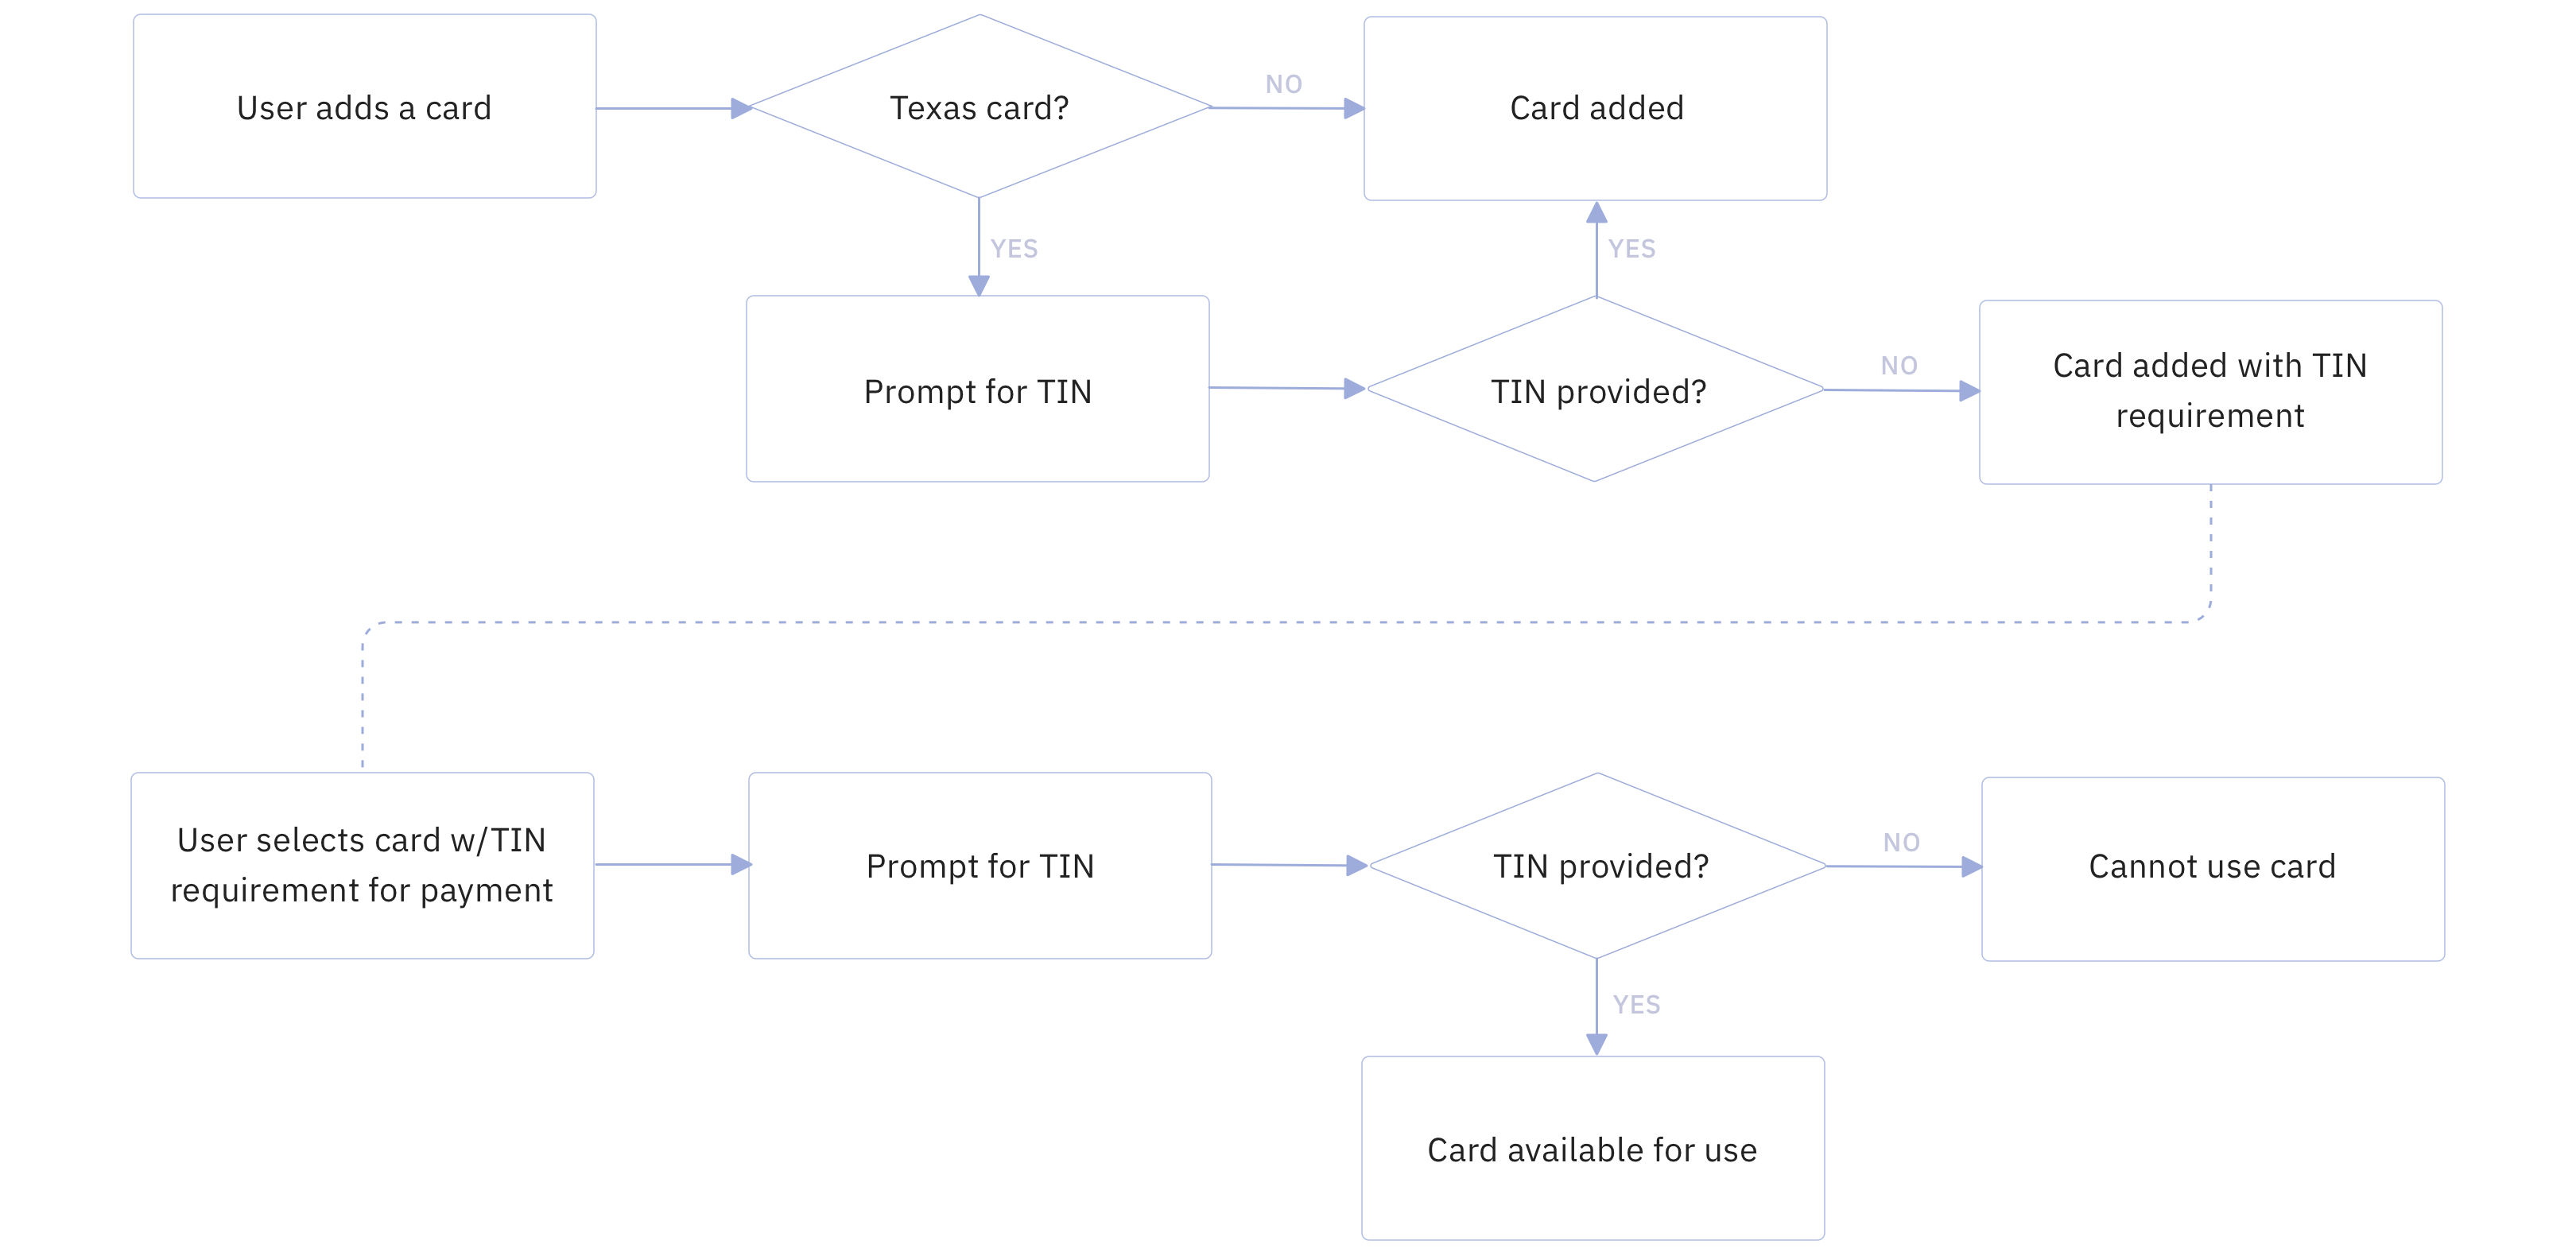 User adds a card
Texas card?
NO
Card added
YES
YES
Prompt for TIN
TIN provided?
NO
Card added with TIN
requirement
User selects card w/TIN
requirement for payment
Prompt for TIN
TIN provided?
NO
Cannot use card
YES
Card available for use